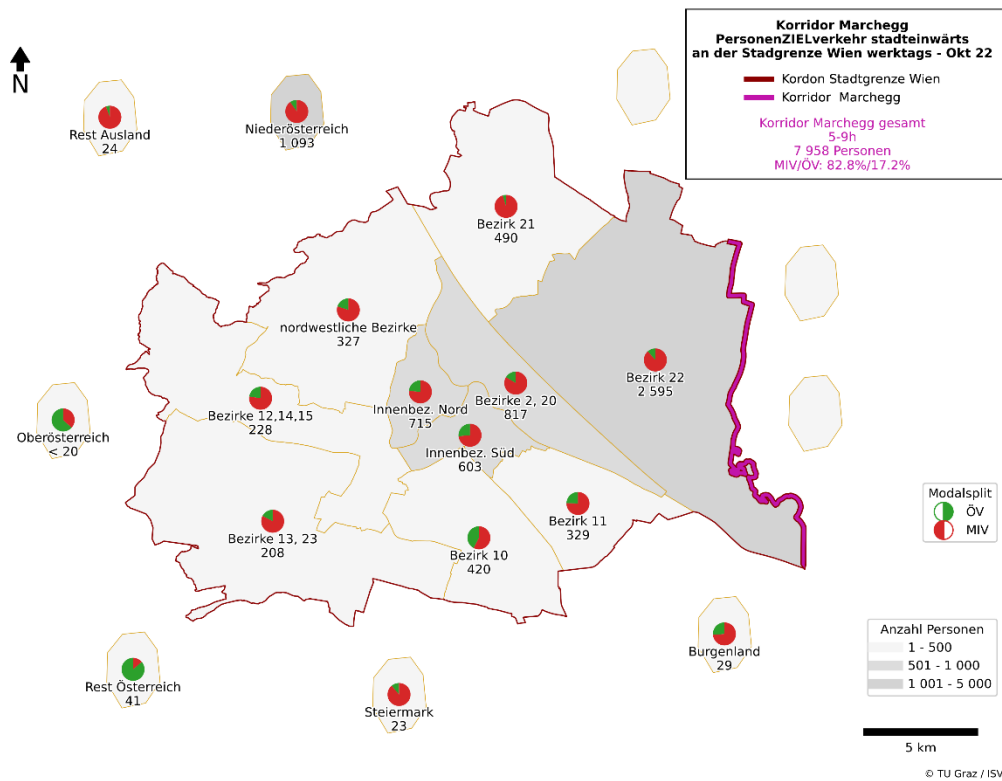 Korridor Marchegg
PersonenZIELverkehr stadteinwärts
an der Stadgrenze Wien werktags - Okt 22
Kordon Stadtgrenze Wien
Korridor Marchegg
Korridor Marchegg gesamt
5-9h
7 958 Personen
MIV/ÖV: 82.8%/17.2%
N
Rest Ausland
24
Niederösterreich
1 093
Bezirk 21
490
nordwestliche Bezirke
327
Bezirk 22
2 595
Bezirke 2, 20
817
Innenbez. Nord
715
Bezirke 12,14,15
228
Oberösterreich
< 20
Innenbez. Süd
603
Bezirk 11
329
Bezirke 13, 23
208
Bezirk 10
420
Modalsplit
ÖV
MIV
Burgenland
29
Rest Österreich
41
Steiermark
23
Anzahl Personen
1 - 500
501 - 1 000
1 001 - 5 000
5 km
© TU Graz / ISV